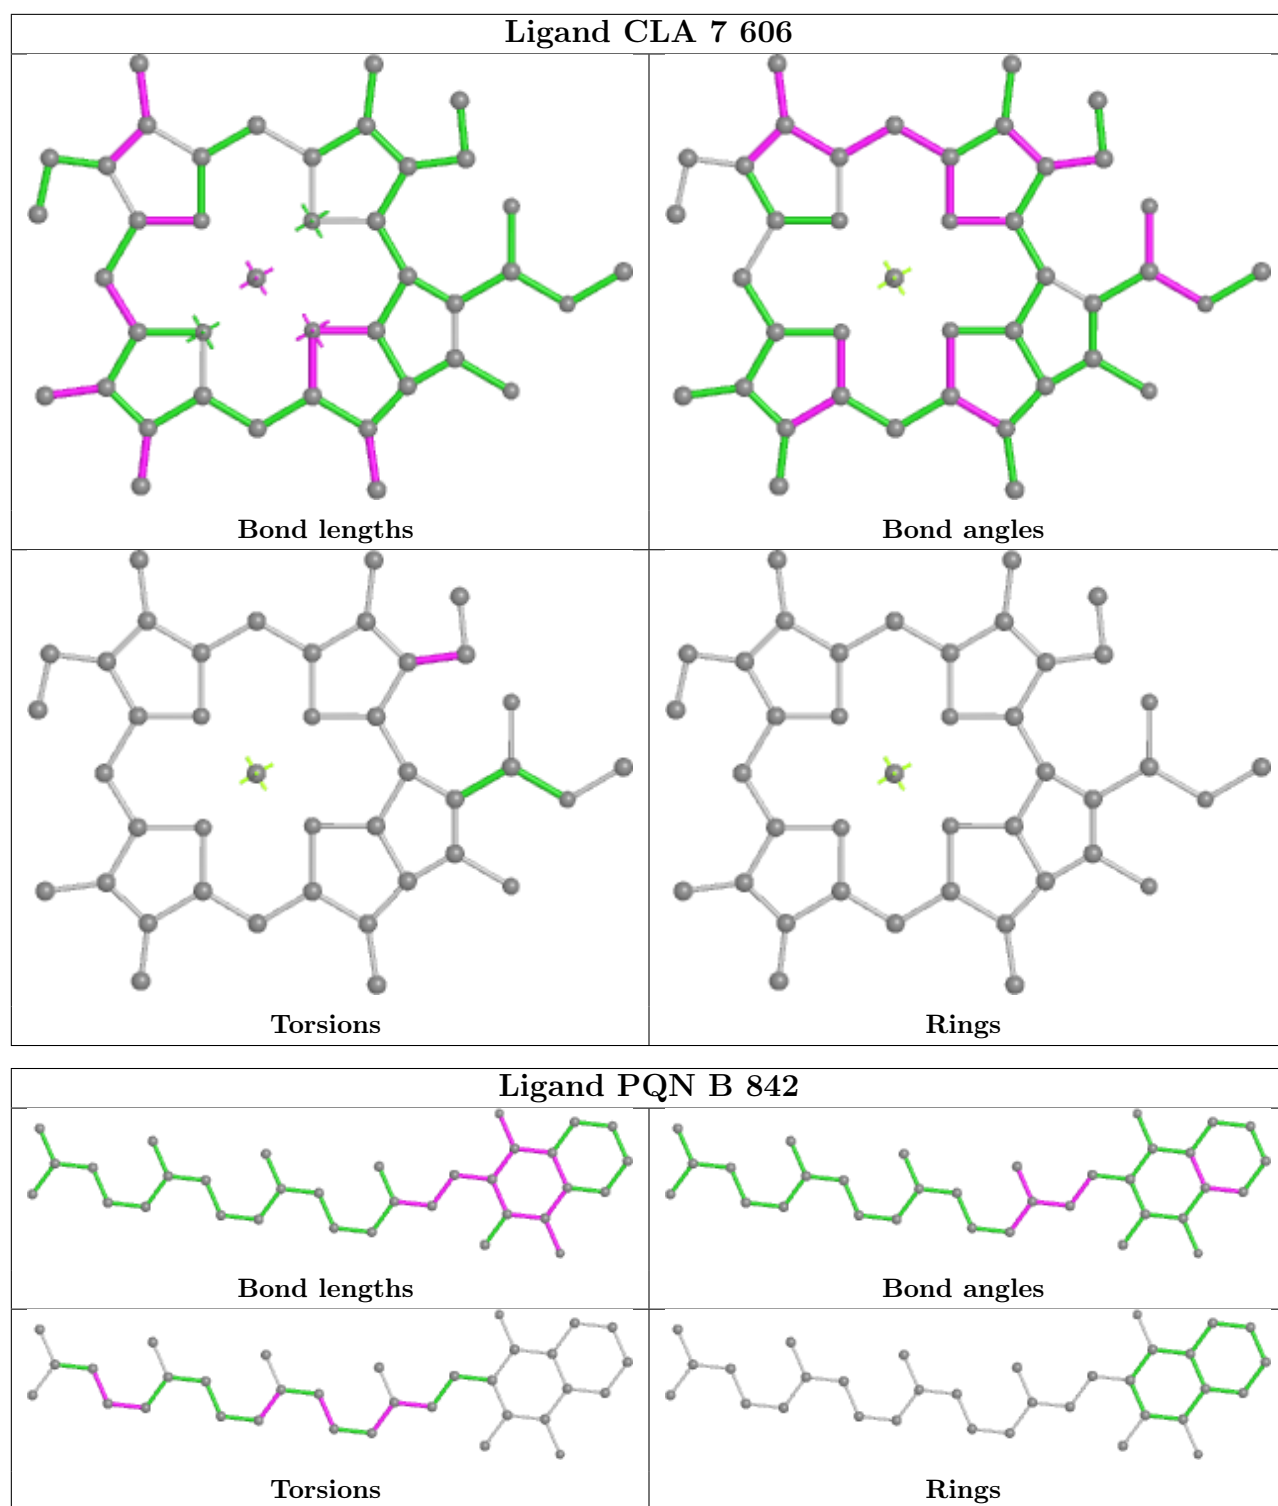 Ligand CLA 7 606
Bond lengths
Bond angles
Torsions
Rings
Ligand PQN B 842
Bond lengths
Bond angles
Torsions
Rings